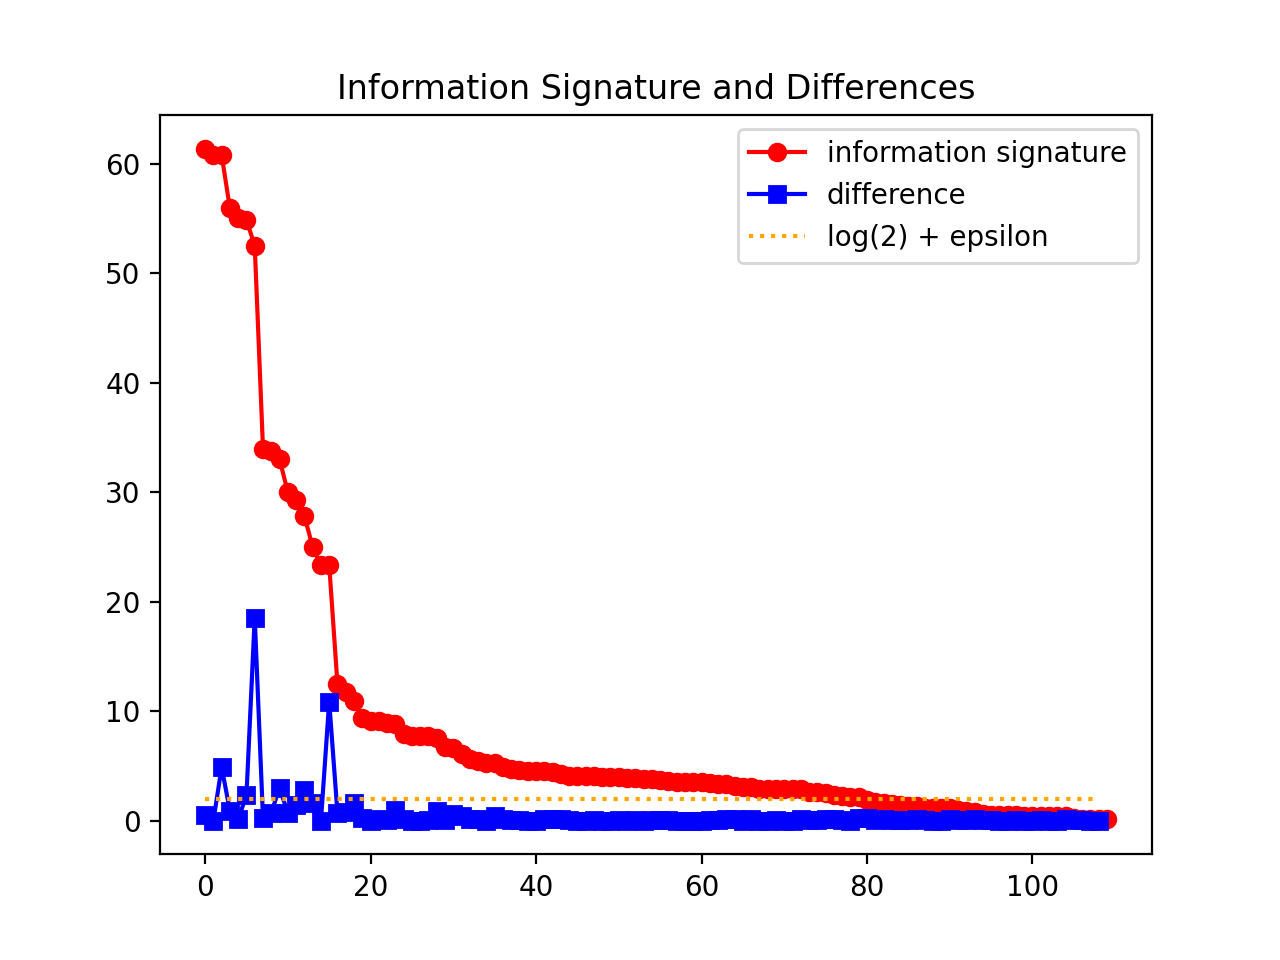 Information Signature and Differences
information signature
difference
log(2) + epsilon
60
50
40
30
20
10
0
0 20 40 60 80 100